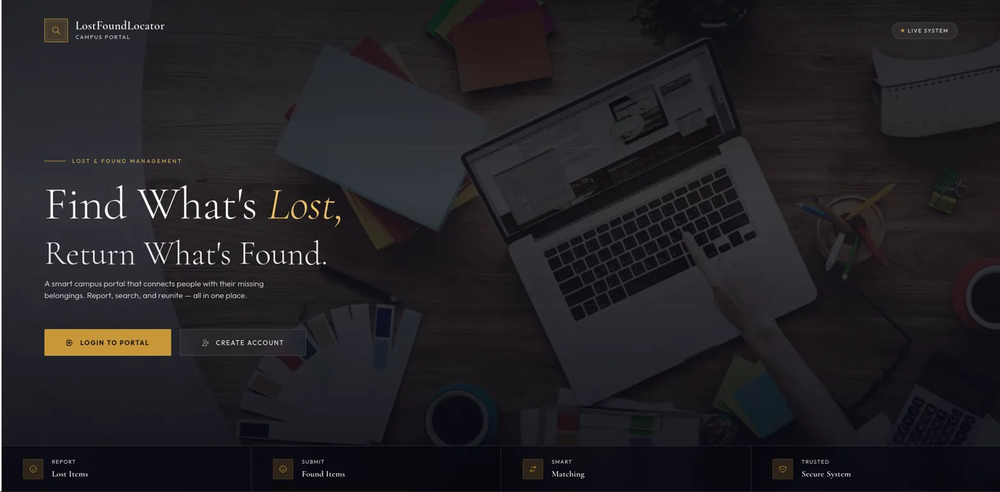 LostFoundLocator
CAMPUS PORTAL
LIVE SYSTEM
LOST & FOUND MANAGEMENT
Find What's Lost,
Return What's Found.
A smart campus portal that connects people with their missing
belongings. Report, search, and reunite — all in one place.
LOGIN TO PORTAL
CREATE ACCOUNT
REPORT
Lost Items
SUBMIT
Found Items
SMART
Matching
TRUSTED
Secure System